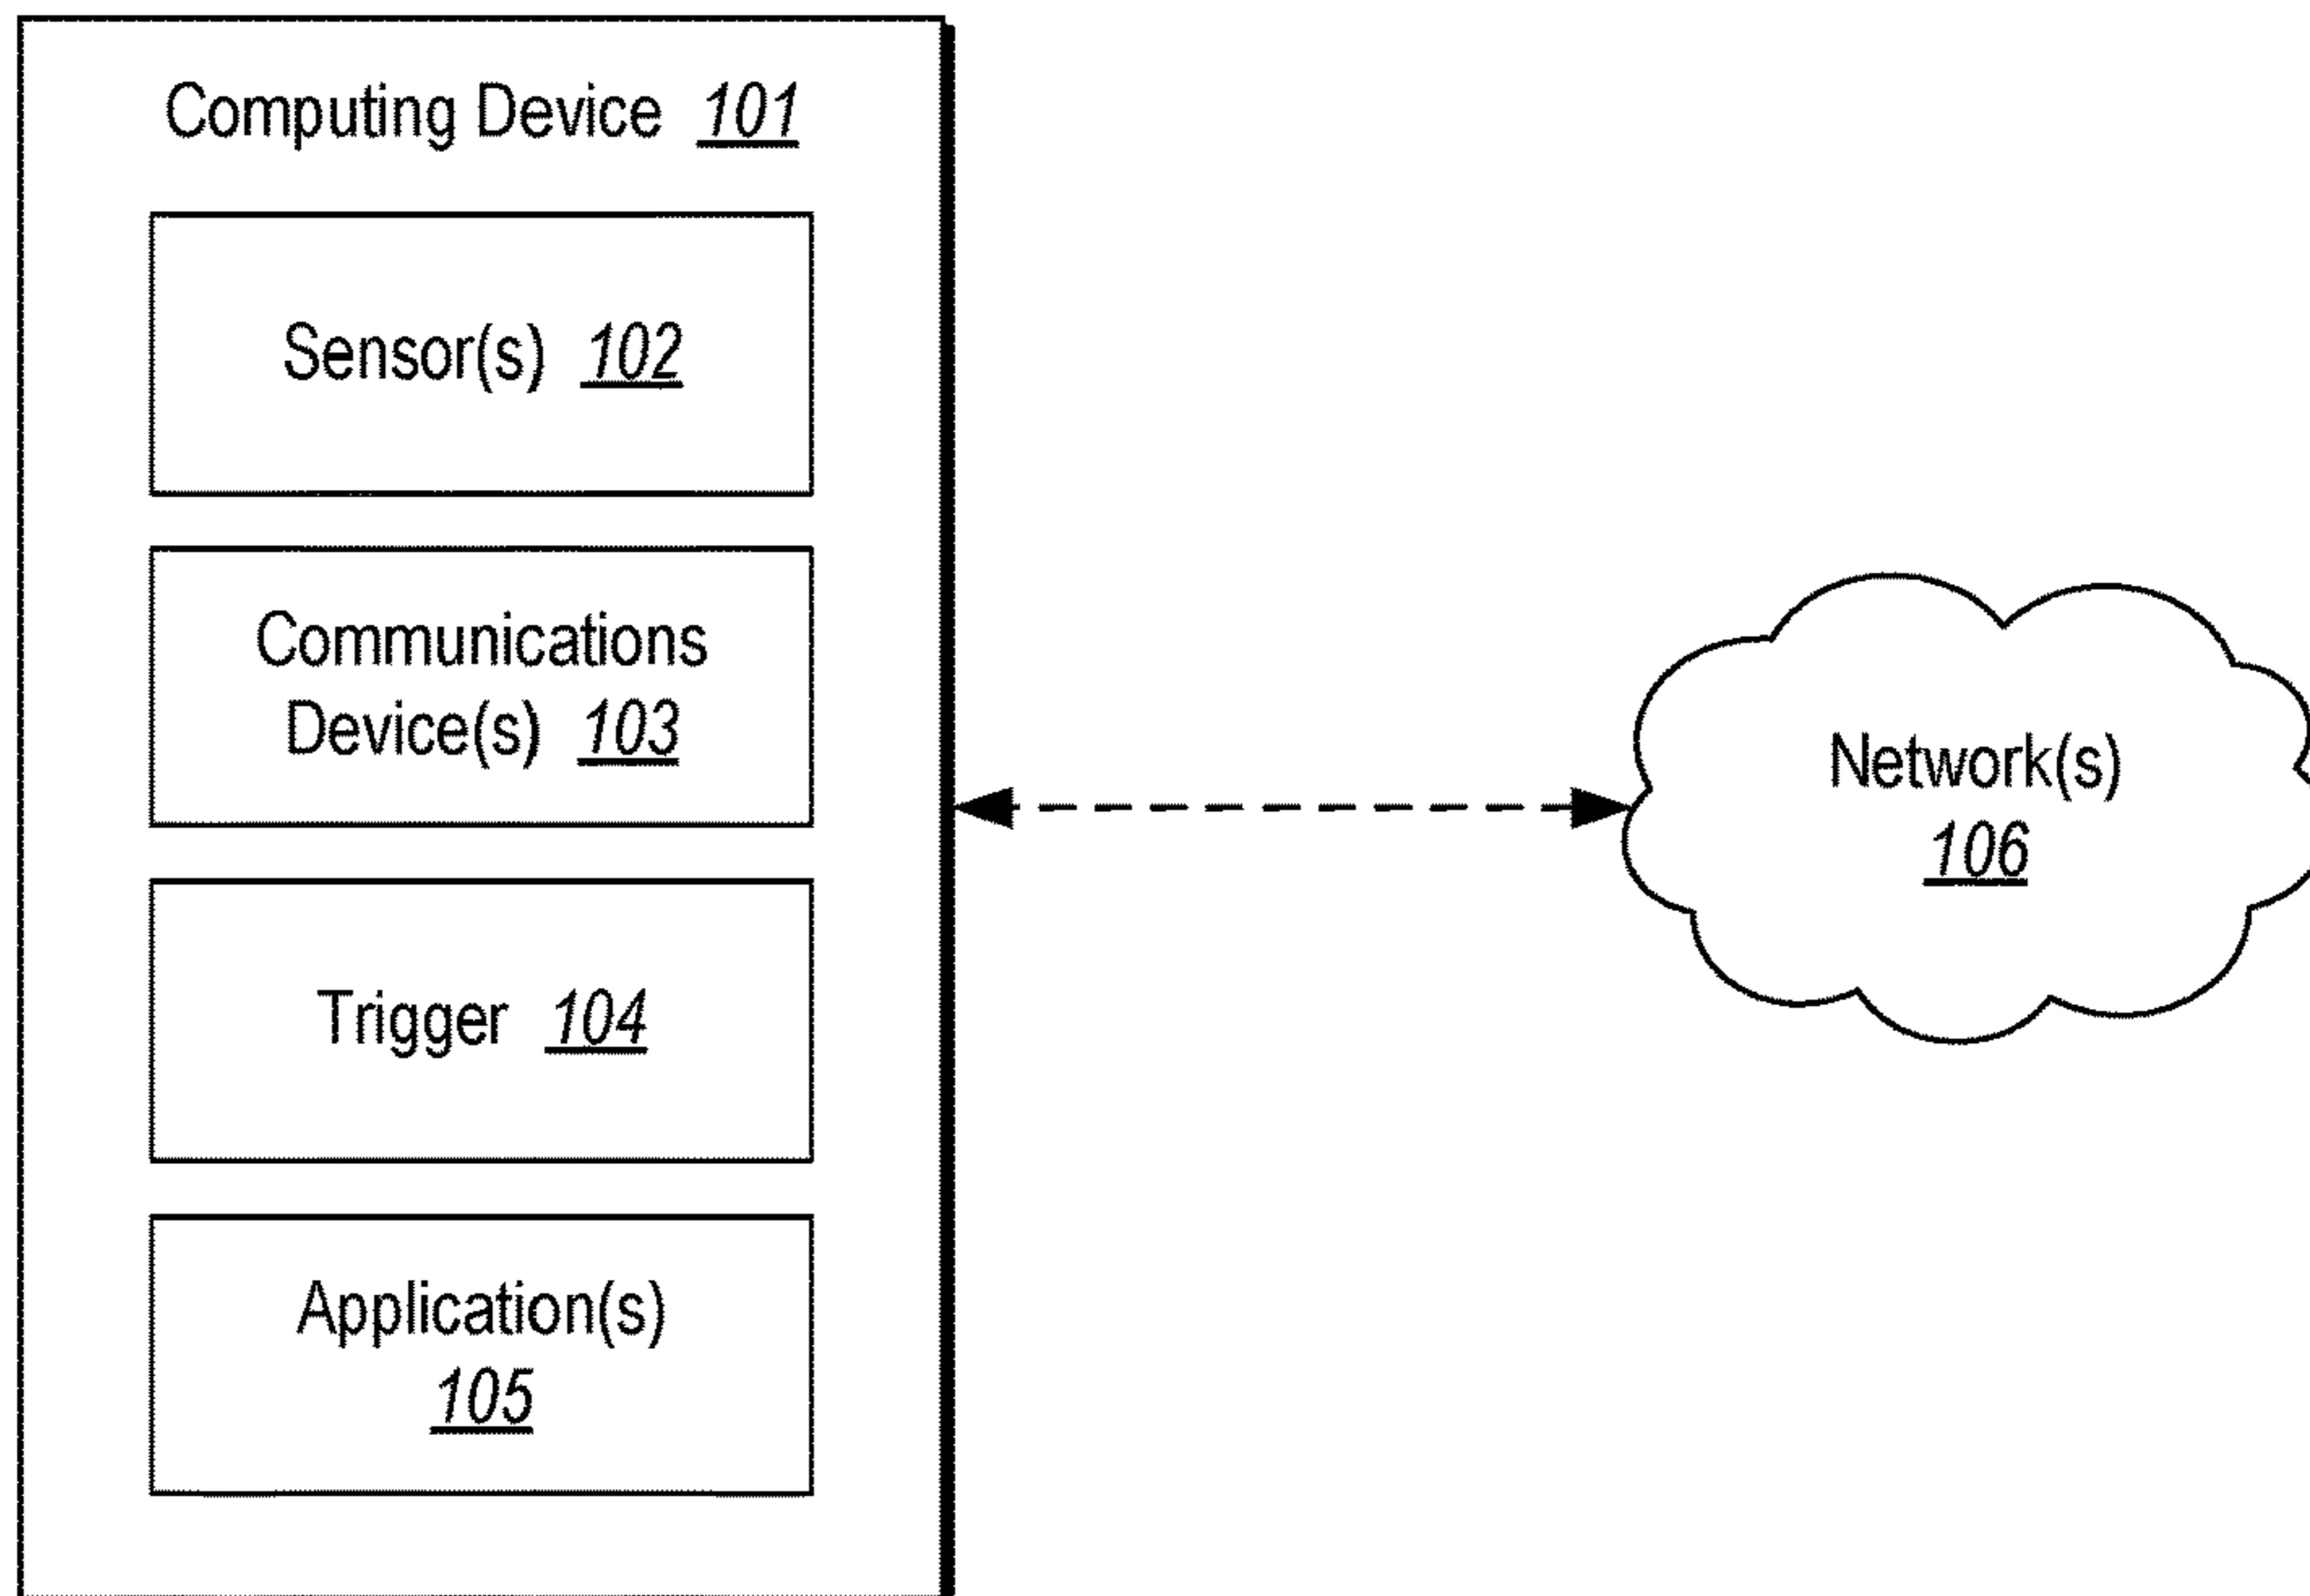 Computing Device 101
Sensor(s) 102
Communications
Device(s) 103
Trigger 104
Application(s)
105
Network(s)
106